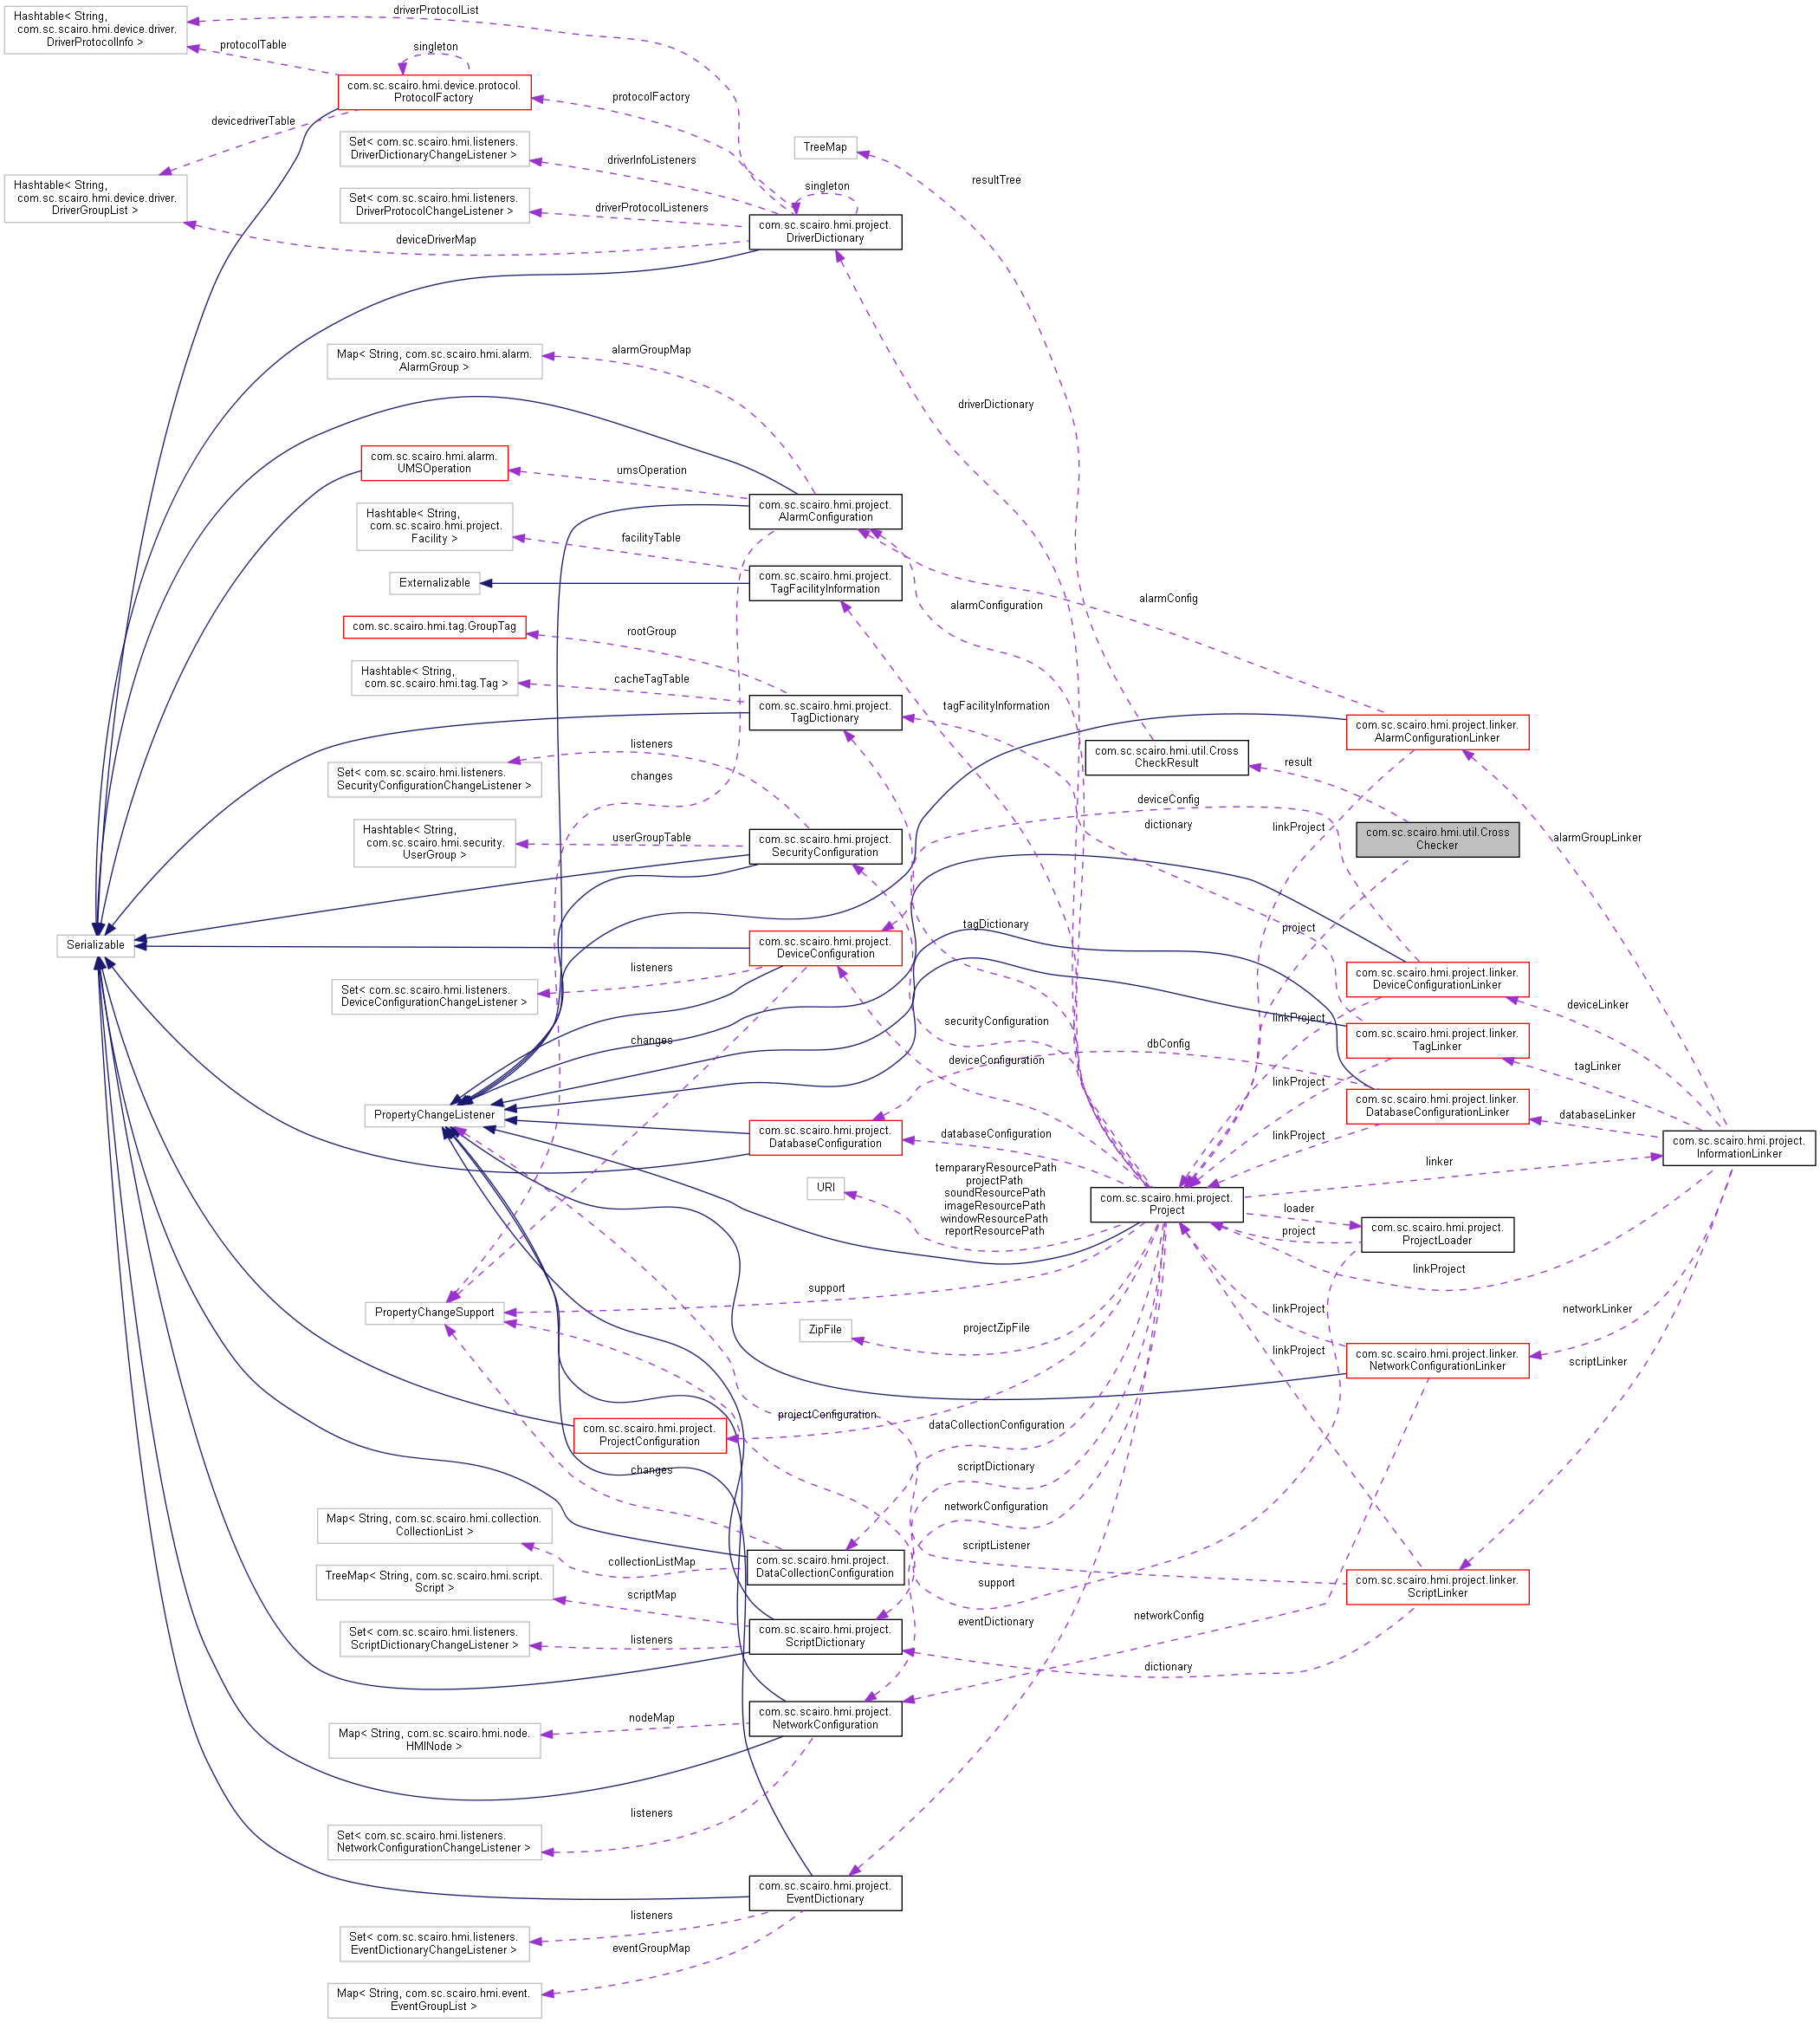 driverProtocolList
Hashtable< String,
com.sc.scairo.hmi.device.driver.
DriverProtocolInfo >
protocolTable
singleton
com.sc.scairo.hmi.device.protocol.
ProtocolFactory
protocolFactory
devicedriverTable
Set< com.sc.scairo.hmi.listeners.
DriverDictionaryChangeListener >
driverInfoListeners
TreeMap
resultTree
Hashtable< String,
com.sc.scairo.hmi.device.driver.
DriverGroupList >
Set< com.sc.scairo.hmi.listeners.
DriverProtocolChangeListener >
driverProtocolListeners
singleton
deviceDriverMap
com.sc.scairo.hmi.project.
DriverDictionary
Map< String, com.sc.scairo.hmi.alarm.
AlarmGroup >
alarmGroupMap
driverDictionary
com.sc.scairo.hmi.alarm.
UMSOperation
umsOperation
com.sc.scairo.hmi.project.
AlarmConfiguration
Hashtable< String,
com.sc.scairo.hmi.project.
Facility >
facilityTable
Externalizable
com.sc.scairo.hmi.project.
TagFacilityInformation
alarmConfiguration
alarmConfig
com.sc.scairo.hmi.tag.GroupTag
rootGroup
Hashtable< String,
com.sc.scairo.hmi.tag.Tag >
cacheTagTable
com.sc.scairo.hmi.project.
TagDictionary
tagFacilityInformation
com.sc.scairo.hmi.project.linker.
AlarmConfigurationLinker
com.sc.scairo.hmi.util.Cross
CheckResult
result
Set< com.sc.scairo.hmi.listeners.
SecurityConfigurationChangeListener >
listeners
changes
deviceConfig
dictionary
linkProject
com.sc.scairo.hmi.util.Cross
Checker
alarmGroupLinker
Hashtable< String,
com.sc.scairo.hmi.security.
UserGroup >
userGroupTable
com.sc.scairo.hmi.project.
SecurityConfiguration
Serializable
com.sc.scairo.hmi.project.
DeviceConfiguration
tagDictionary
project
Set< com.sc.scairo.hmi.listeners.
DeviceConfigurationChangeListener >
listeners
com.sc.scairo.hmi.project.linker.
DeviceConfigurationLinker
deviceLinker
changes
securityConfiguration
linkProject
com.sc.scairo.hmi.project.linker.
TagLinker
dbConfig
deviceConfiguration
tagLinker
linkProject
PropertyChangeListener
com.sc.scairo.hmi.project.linker.
DatabaseConfigurationLinker
databaseLinker
com.sc.scairo.hmi.project.
DatabaseConfiguration
databaseConfiguration
linkProject
com.sc.scairo.hmi.project.
InformationLinker
linker
URI
tempararyResourcePath
projectPath
soundResourcePath
imageResourcePath
windowResourcePath
reportResourcePath
com.sc.scairo.hmi.project.
Project
loader
project
com.sc.scairo.hmi.project.
ProjectLoader
linkProject
PropertyChangeSupport
support
ZipFile
projectZipFile
linkProject
networkLinker
com.sc.scairo.hmi.project.linker.
NetworkConfigurationLinker
linkProject
scriptLinker
com.sc.scairo.hmi.project.
ProjectConfiguration
projectConfiguration
dataCollectionConfiguration
changes
scriptDictionary
Map< String, com.sc.scairo.hmi.collection.
CollectionList >
collectionListMap
com.sc.scairo.hmi.project.
DataCollectionConfiguration
networkConfiguration
scriptListener
TreeMap< String, com.sc.scairo.hmi.script.
Script >
scriptMap
support
com.sc.scairo.hmi.project.linker.
ScriptLinker
Set< com.sc.scairo.hmi.listeners.
ScriptDictionaryChangeListener >
listeners
com.sc.scairo.hmi.project.
ScriptDictionary
eventDictionary
networkConfig
dictionary
Map< String, com.sc.scairo.hmi.node.
HMINode >
nodeMap
com.sc.scairo.hmi.project.
NetworkConfiguration
Set< com.sc.scairo.hmi.listeners.
NetworkConfigurationChangeListener >
listeners
com.sc.scairo.hmi.project.
EventDictionary
Set< com.sc.scairo.hmi.listeners.
EventDictionaryChangeListener >
listeners
eventGroupMap
Map< String, com.sc.scairo.hmi.event.
EventGroupList >